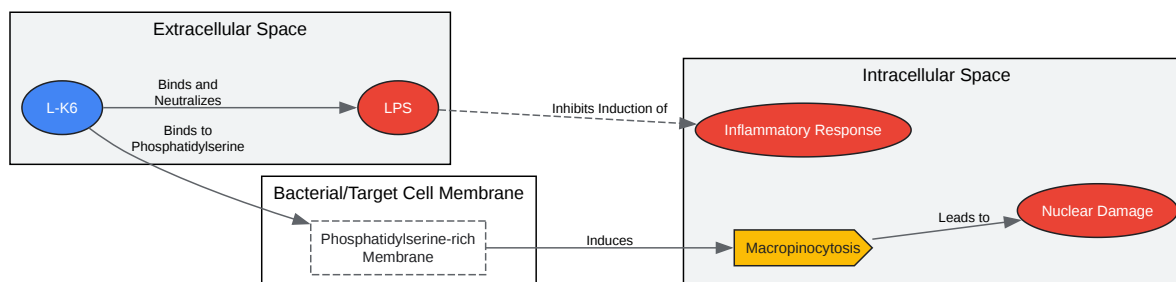 Extracellular Space
L-K6
Binds and
Neutralizes
LPS
Binds to
Phosphatidylserine
Inhibits Induction of
Intracellular Space
Inflammatory Response
Bacterial/Target Cell Membrane
Phosphatidylserine-rich
Membrane
Induces
Macropinocytosis
Leads to
Nuclear Damage